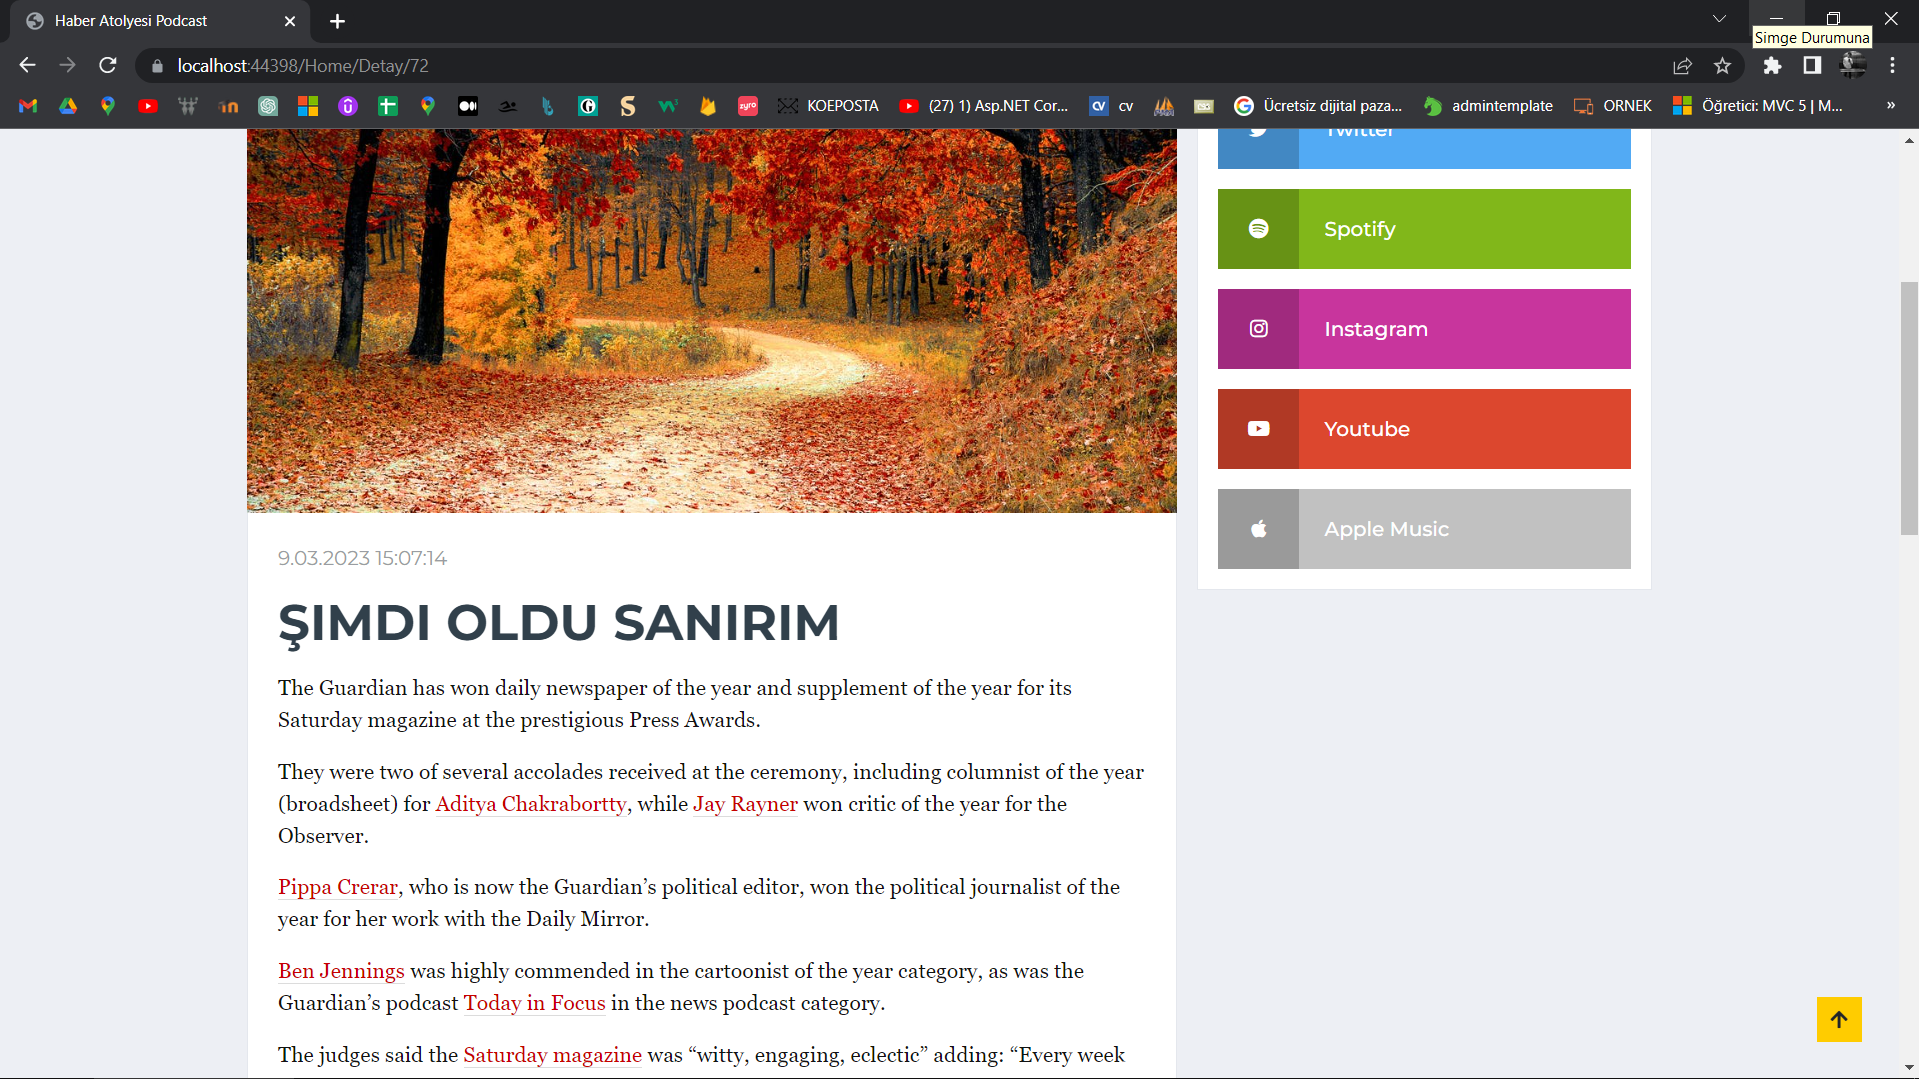 Haber Atolyesi Podcast
Simge Durumuna
localhost:44398/Home/Detay/72
KOEPOSTA
(27) 1) Asp.NET Cor...
cv
Ücretsiz dijital paza...
admintemplate
ORNEK
Öğretici: MVC 5 | M...
Twitter
Spotify
Instagram
Youtube
Apple Music
9.03.2023 15:07:14
ŞIMDI OLDU SANIRIM
The Guardian has won daily newspaper of the year and supplement of the year for its
Saturday magazine at the prestigious Press Awards.
They were two of several accolades received at the ceremony, including columnist of the year
(broadsheet) for Aditya Chakrabortty, while Jay Rayner won critic of the year for the
Observer.
Pippa Crerar, who is now the Guardian’s political editor, won the political journalist of the
year for her work with the Daily Mirror.
Ben Jennings was highly commended in the cartoonist of the year category, as was the
Guardian’s podcast Today in Focus in the news podcast category.
The judges said the Saturday magazine was “witty, engaging, eclectic” adding: “Every week